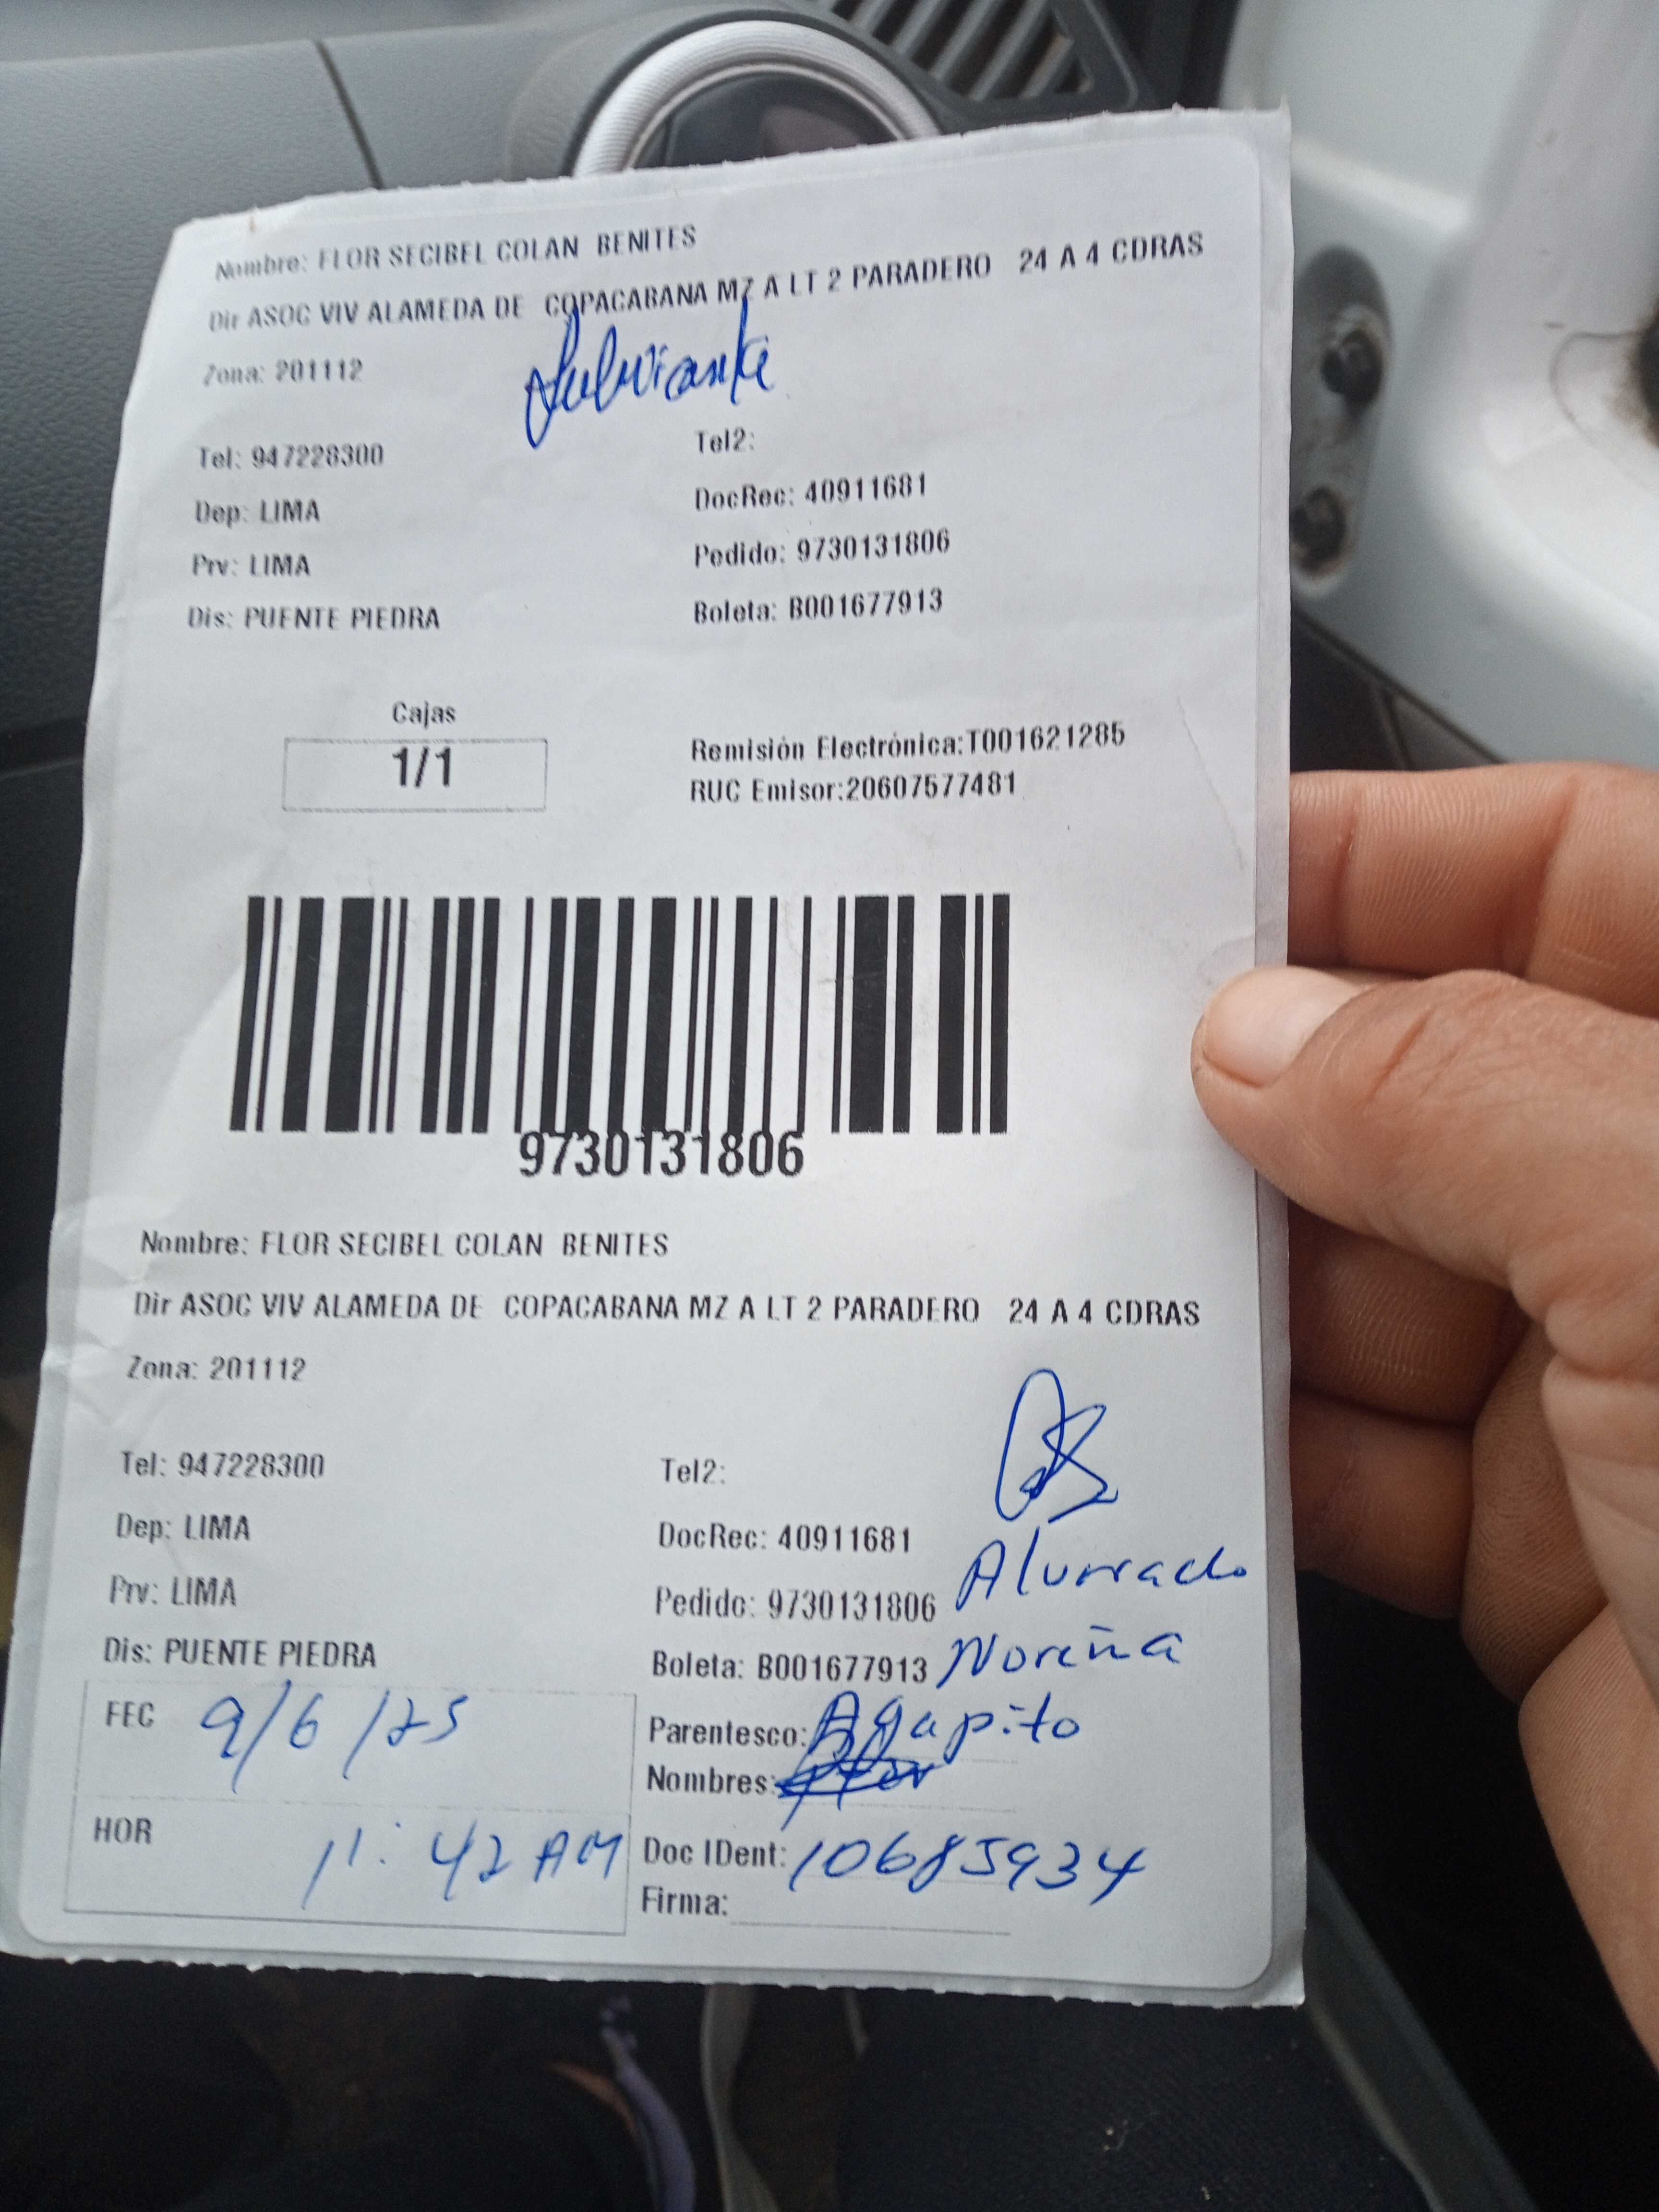 Nombre: FLOR SECIBEL COLAN BENITES
Dir ASOC VIV ALAMEDA DE COPACABANA MZ A LT 2 PARADERO 24 A 4 CDRAS
Zona: 201112
Tel: 947228300 Tel2:
Dep: LIMA DocRec: 40911681
Prv: LIMA Pedido: 9730131806
Dis: PUENTE PIEDRA Boleta: B001677913
Cajas
1/1
Remisión Electrónica:T001621285
RUC Emisor:20607577481
9730131806
Nombre: FLOR SECIBEL COLAN BENITES
Dir ASOC VIV ALAMEDA DE COPACABANA MZ A LT 2 PARADERO 24 A 4 CDRAS
Zona: 201112
Tel: 947228300 Tel2:
Dep: LIMA DocRec: 40911681
Prv: LIMA Pedido: 9730131806
Dis: PUENTE PIEDRA Boleta: B001677913 Noreña
FEC 9/6/25 Parentesco: Agapito
Nombres:
HOR 11:42 AM Doc IDent: 10685934
Firma: